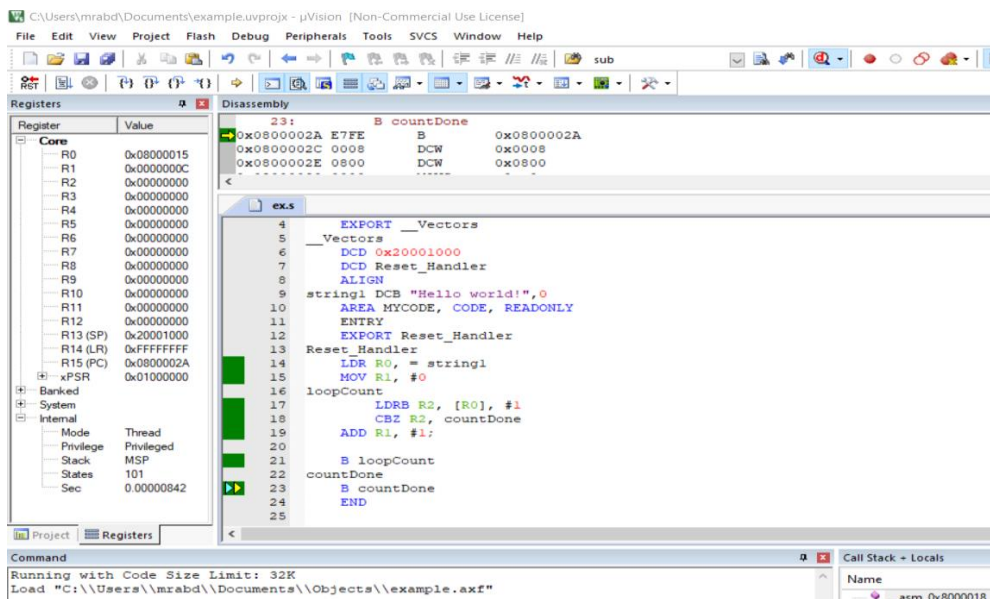 C:\Users\mrabd\Documents\example.uvprojx - µVision [Non-Commercial Use License]
File Edit View Project Flash Debug Peripherals Tools SVCS Window Help
sub
RST
Registers
Register Value
Core
R0 0x08000015
R1 0x0000000C
R2 0x00000000
R3 0x00000000
R4 0x00000000
R5 0x00000000
R6 0x00000000
R7 0x00000000
R8 0x00000000
R9 0x00000000
R10 0x00000000
R11 0x00000000
R12 0x00000000
R13 (SP) 0x20001000
R14 (LR) 0xFFFFFFFF
R15 (PC) 0x0800002A
xPSR 0x01000000
Banked
System
Internal
Mode Thread
Privilege Privileged
Stack MSP
States 101
Sec 0.00000842
Project Registers
Disassembly
23: B countDone
0x0800002A E7FE B 0x0800002A
0x0800002C 0008 DCW 0x0008
0x0800002E 0800 DCW 0x0800
ex.s
4 EXPORT __Vectors
5 __Vectors
6 DCD 0x20001000
7 DCD Reset_Handler
8 ALIGN
9 string1 DCB "Hello world!",0
10 AREA MYCODE, CODE, READONLY
11 ENTRY
12 EXPORT Reset_Handler
13 Reset_Handler
14 LDR R0, = string1
15 MOV R1, #0
16 loopCount
17 LDRB R2, [R0], #1
18 CBZ R2, countDone
19 ADD R1, #1;
20
21 B loopCount
22 countDone
23 B countDone
24 END
25
Command
Running with Code Size Limit: 32K
Load "C:\\Users\\mrabd\\Documents\\Objects\\example.axf"
Call Stack + Locals
Name
asm_0x8000018